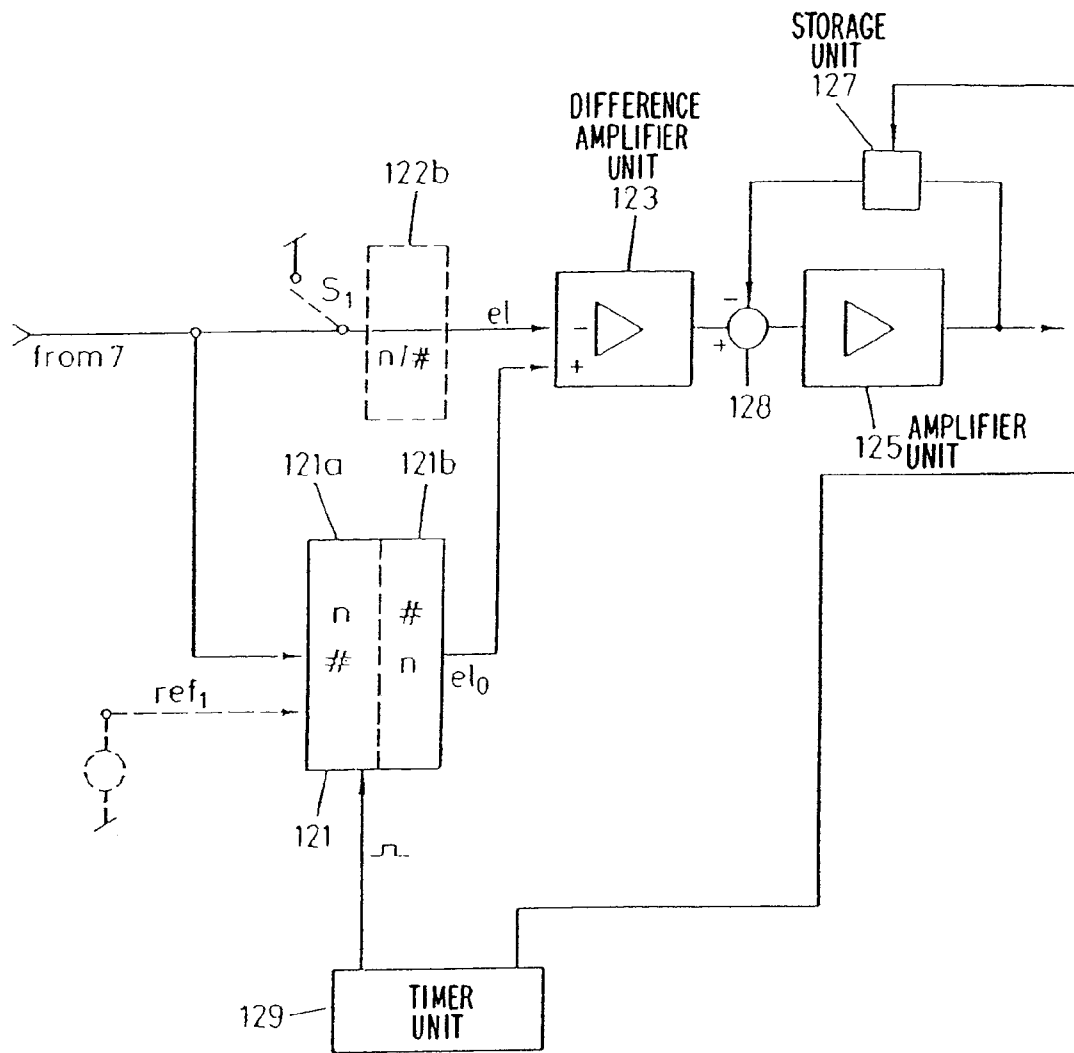 STORAGE
UNIT
127
DIFFERENCE
AMPLIFIER
UNIT
123
122b
S1
from 7
n/#
el
-
+
-
+
128
125 AMPLIFIER
UNIT
121a
121b
n
#
#
n
ref1
el0
121
129
TIMER
UNIT